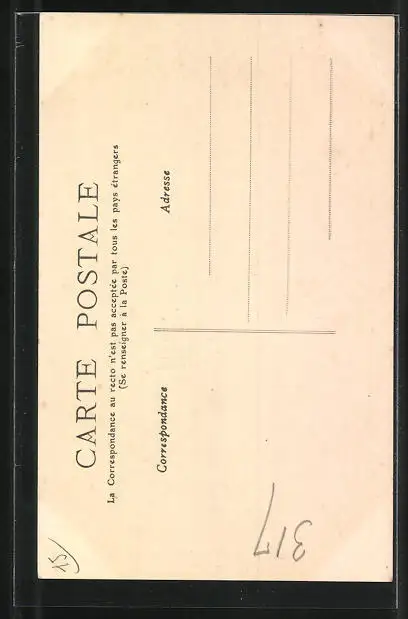 CARTE POSTALE
La Correspondance au recto n'est pas acceptée par tous les pays étrangers
(Se renseigner à la Poste)
Correspondance
Adresse
15/
317